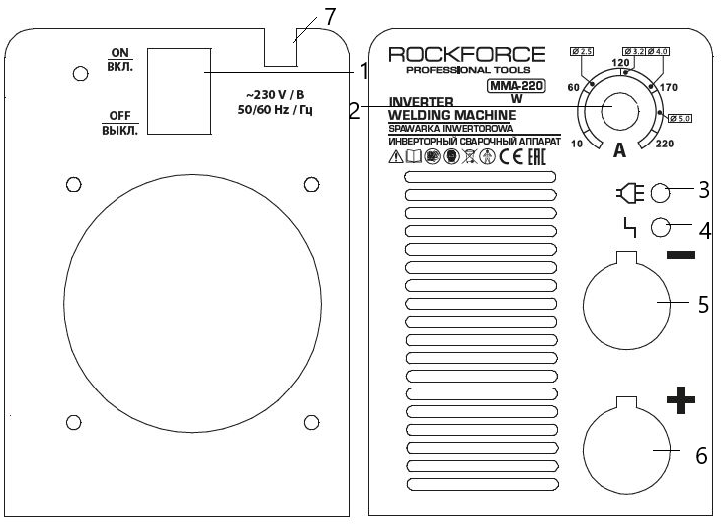 7
ON
ВКЛ.
1
~230 V / В
50/60 Hz / Гц
OFF
ВЫКЛ.
ROCKFORCE
PROFESSIONAL TOOLS
MMA-220
W
2
INVERTER
WELDING MACHINE
SPAWARKA INWERTOROWA
ИНВЕРТОРНЫЙ СВАРОЧНЫЙ АППАРАТ
CE EAC
Ø 2.5
Ø 3.2
Ø 4.0
120
60
170
Ø 5.0
10
220
A
3
4
5
6